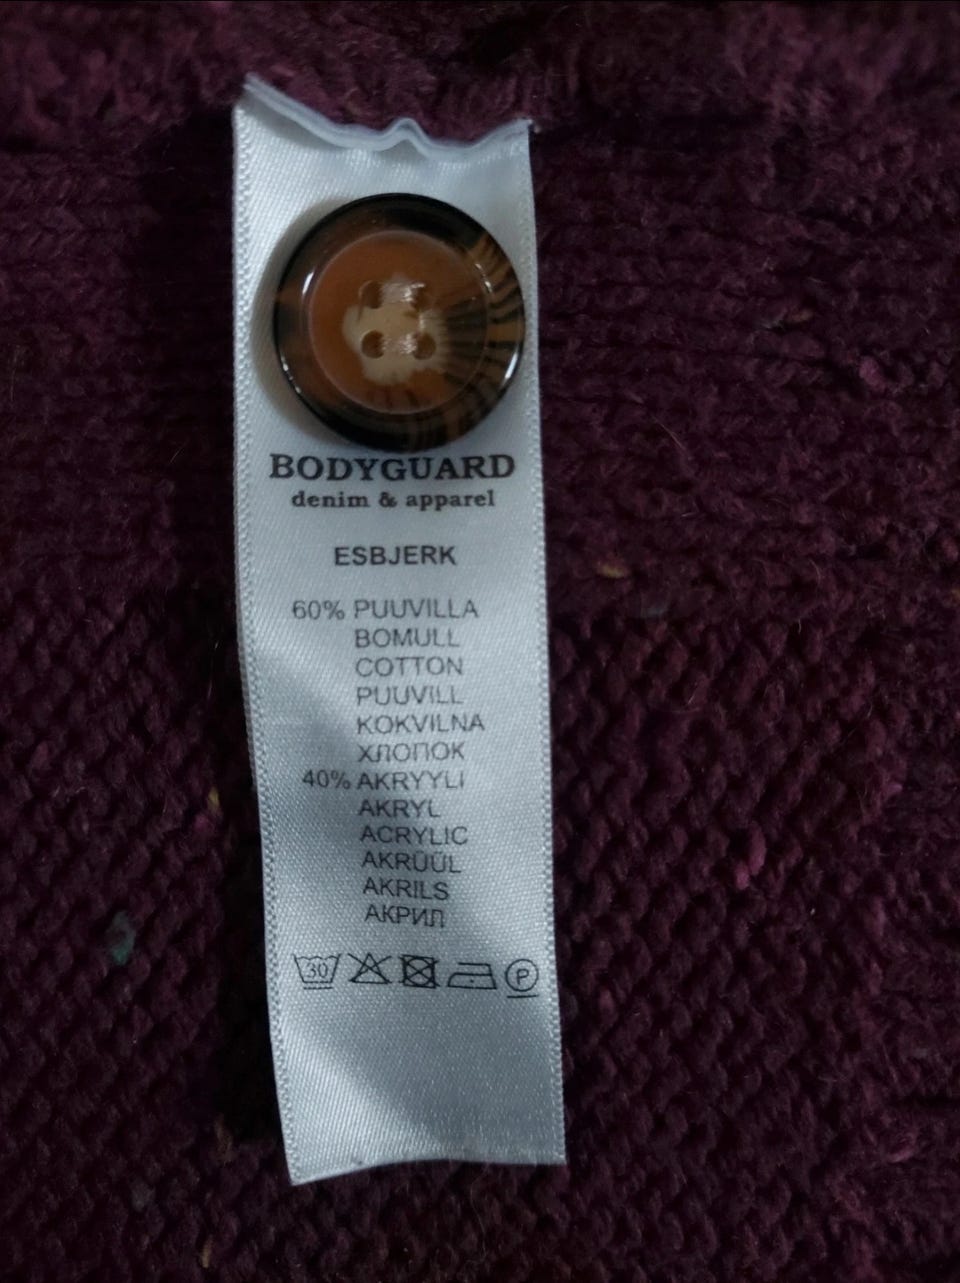 BODYGUARD
denim & apparel
ESBJERK
60% PUUVILLA
BOMULL
COTTON
PUUVILL
KOKVILNA
ХЛОПОК
40% AKRYYLI
AKRYL
ACRYLIC
AKRÜÜL
AKRILS
АКРИЛ
30 P